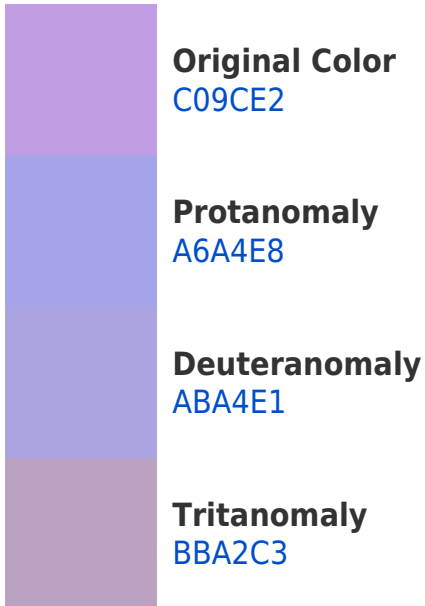 Original Color
C09CE2
Protanomaly
A6A4E8
Deuteranomaly
ABA4E1
Tritanomaly
BBA2C3